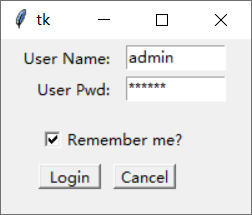 tk
User Name: admin
User Pwd: ******
Remember me?
Login Cancel